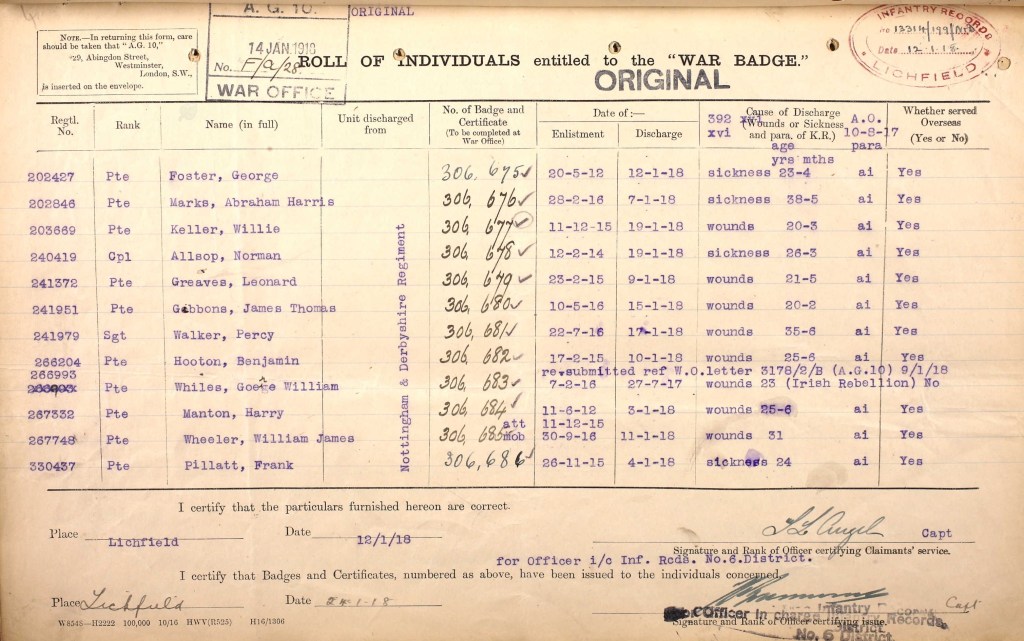 A.G. 10. ORIGINAL
NOTE.—In returning this form, care
should be taken that "A.G. 10,"
29, Abingdon Street,
Westminster,
London, S.W.,
is inserted on the envelope.
14 JAN. 1918
No. F/a/28.
WAR OFFICE
INFANTRY RECORDS
No
Date 12·1·18·
LICHFIELD
ROLL OF INDIVIDUALS entitled to the "WAR BADGE."
ORIGINAL
Regtl. No. Rank Name (in full) Unit discharged from No. of Badge and Certificate (To be completed at War Office) Date of:— Enlistment Discharge Cause of Discharge (Wounds or Sickness and para. of K.R.) Whether served Overseas (Yes or No)
392 xvi A.O.
xvi 10-8-17
age para
yrs mths
Nottingham & Derbyshire Regiment
202427 Pte Foster, George 306,675 20-5-12 12-1-18 sickness 23-4 ai Yes
202846 Pte Marks, Abraham Harris 306,676 28-2-16 7-1-18 sickness 38-5 ai Yes
203669 Pte Keller, Willie 306,677 11-12-15 19-1-18 wounds 20-3 ai Yes
240419 Cpl Allsop, Norman 306,678 12-2-14 19-1-18 sickness 26-3 ai Yes
241372 Pte Greaves, Leonard 306,679 23-2-15 9-1-18 wounds 21-5 ai Yes
241951 Pte Gibbons, James Thomas 306,680 10-5-16 15-1-18 wounds 20-2 ai Yes
241979 Sgt Walker, Percy 306,681 22-7-16 17-1-18 wounds 35-6 ai Yes
266204 Pte Hooton, Benjamin 306,682 17-2-15 10-1-18 wounds 25-6 ai Yes
266993 re-submitted ref W.O.letter 3178/2/B (A.G.10) 9/1/18
Pte Whiles, William 306,683 7-2-16 27-7-17 wounds 23 (Irish Rebellion) No
267332 Pte Manton, Harry 306,684 11-6-12 3-1-18 wounds 25-6 ai Yes
att 11-12-15
267748 Pte Wheeler, William James 306,685 mob 30-9-16 11-1-18 wounds 31 ai Yes
330437 Pte Pillatt, Frank 306,686 26-11-15 4-1-18 sickness 24 ai Yes
I certify that the particulars furnished hereon are correct.
Place Lichfield Date 12/1/18 Capt
Signature and Rank of Officer certifying Claimants' service.
for Officer i/c Inf. Rcds. No.6.District.
I certify that Badges and Certificates, numbered as above, have been issued to the individuals concerned.
Place Lichfield Date 24·1·18 Capt
for Officer in charge Infantry Records,
Signature and Rank of Officer certifying issue.
No. 6 District
W8548—H2222 100,000 10/16 HWV(R525) H16/1306